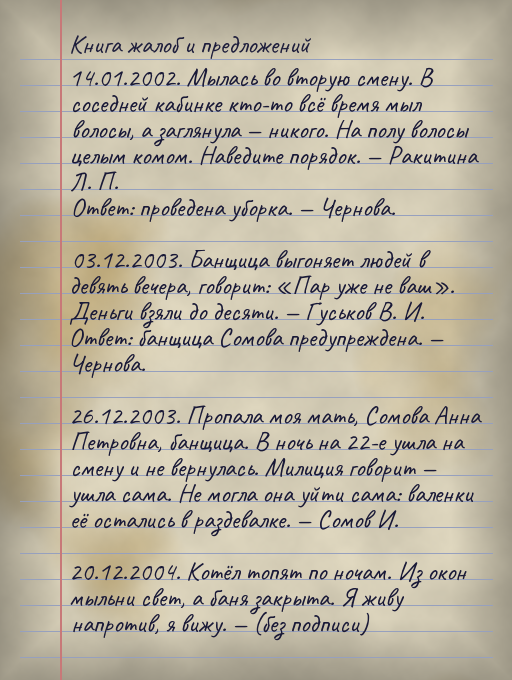 Книга жалоб и предложений
14.01.2002. Мылась во вторую смену. В
соседней кабинке кто-то всё время мыл
волосы, а заглянула — никого. На полу волосы
целым комом. Наведите порядок. — Ракитина
Л. П.
Ответ: проведена уборка. — Чернова.
03.12.2003. Банщица выгоняет людей в
девять вечера, говорит: «Пар уже не ваш».
Деньги взяли до десяти. — Гуськов В. И.
Ответ: банщица Сомова предупреждена. —
Чернова.
26.12.2003. Пропала моя мать, Сомова Анна
Петровна, банщица. В ночь на 22-е ушла на
смену и не вернулась. Милиция говорит —
ушла сама. Не могла она уйти сама: валенки
её остались в раздевалке. — Сомов И.
20.12.2004. Котёл топят по ночам. Из окон
мыльни свет, а баня закрыта. Я живу
напротив, я вижу. — (без подписи)